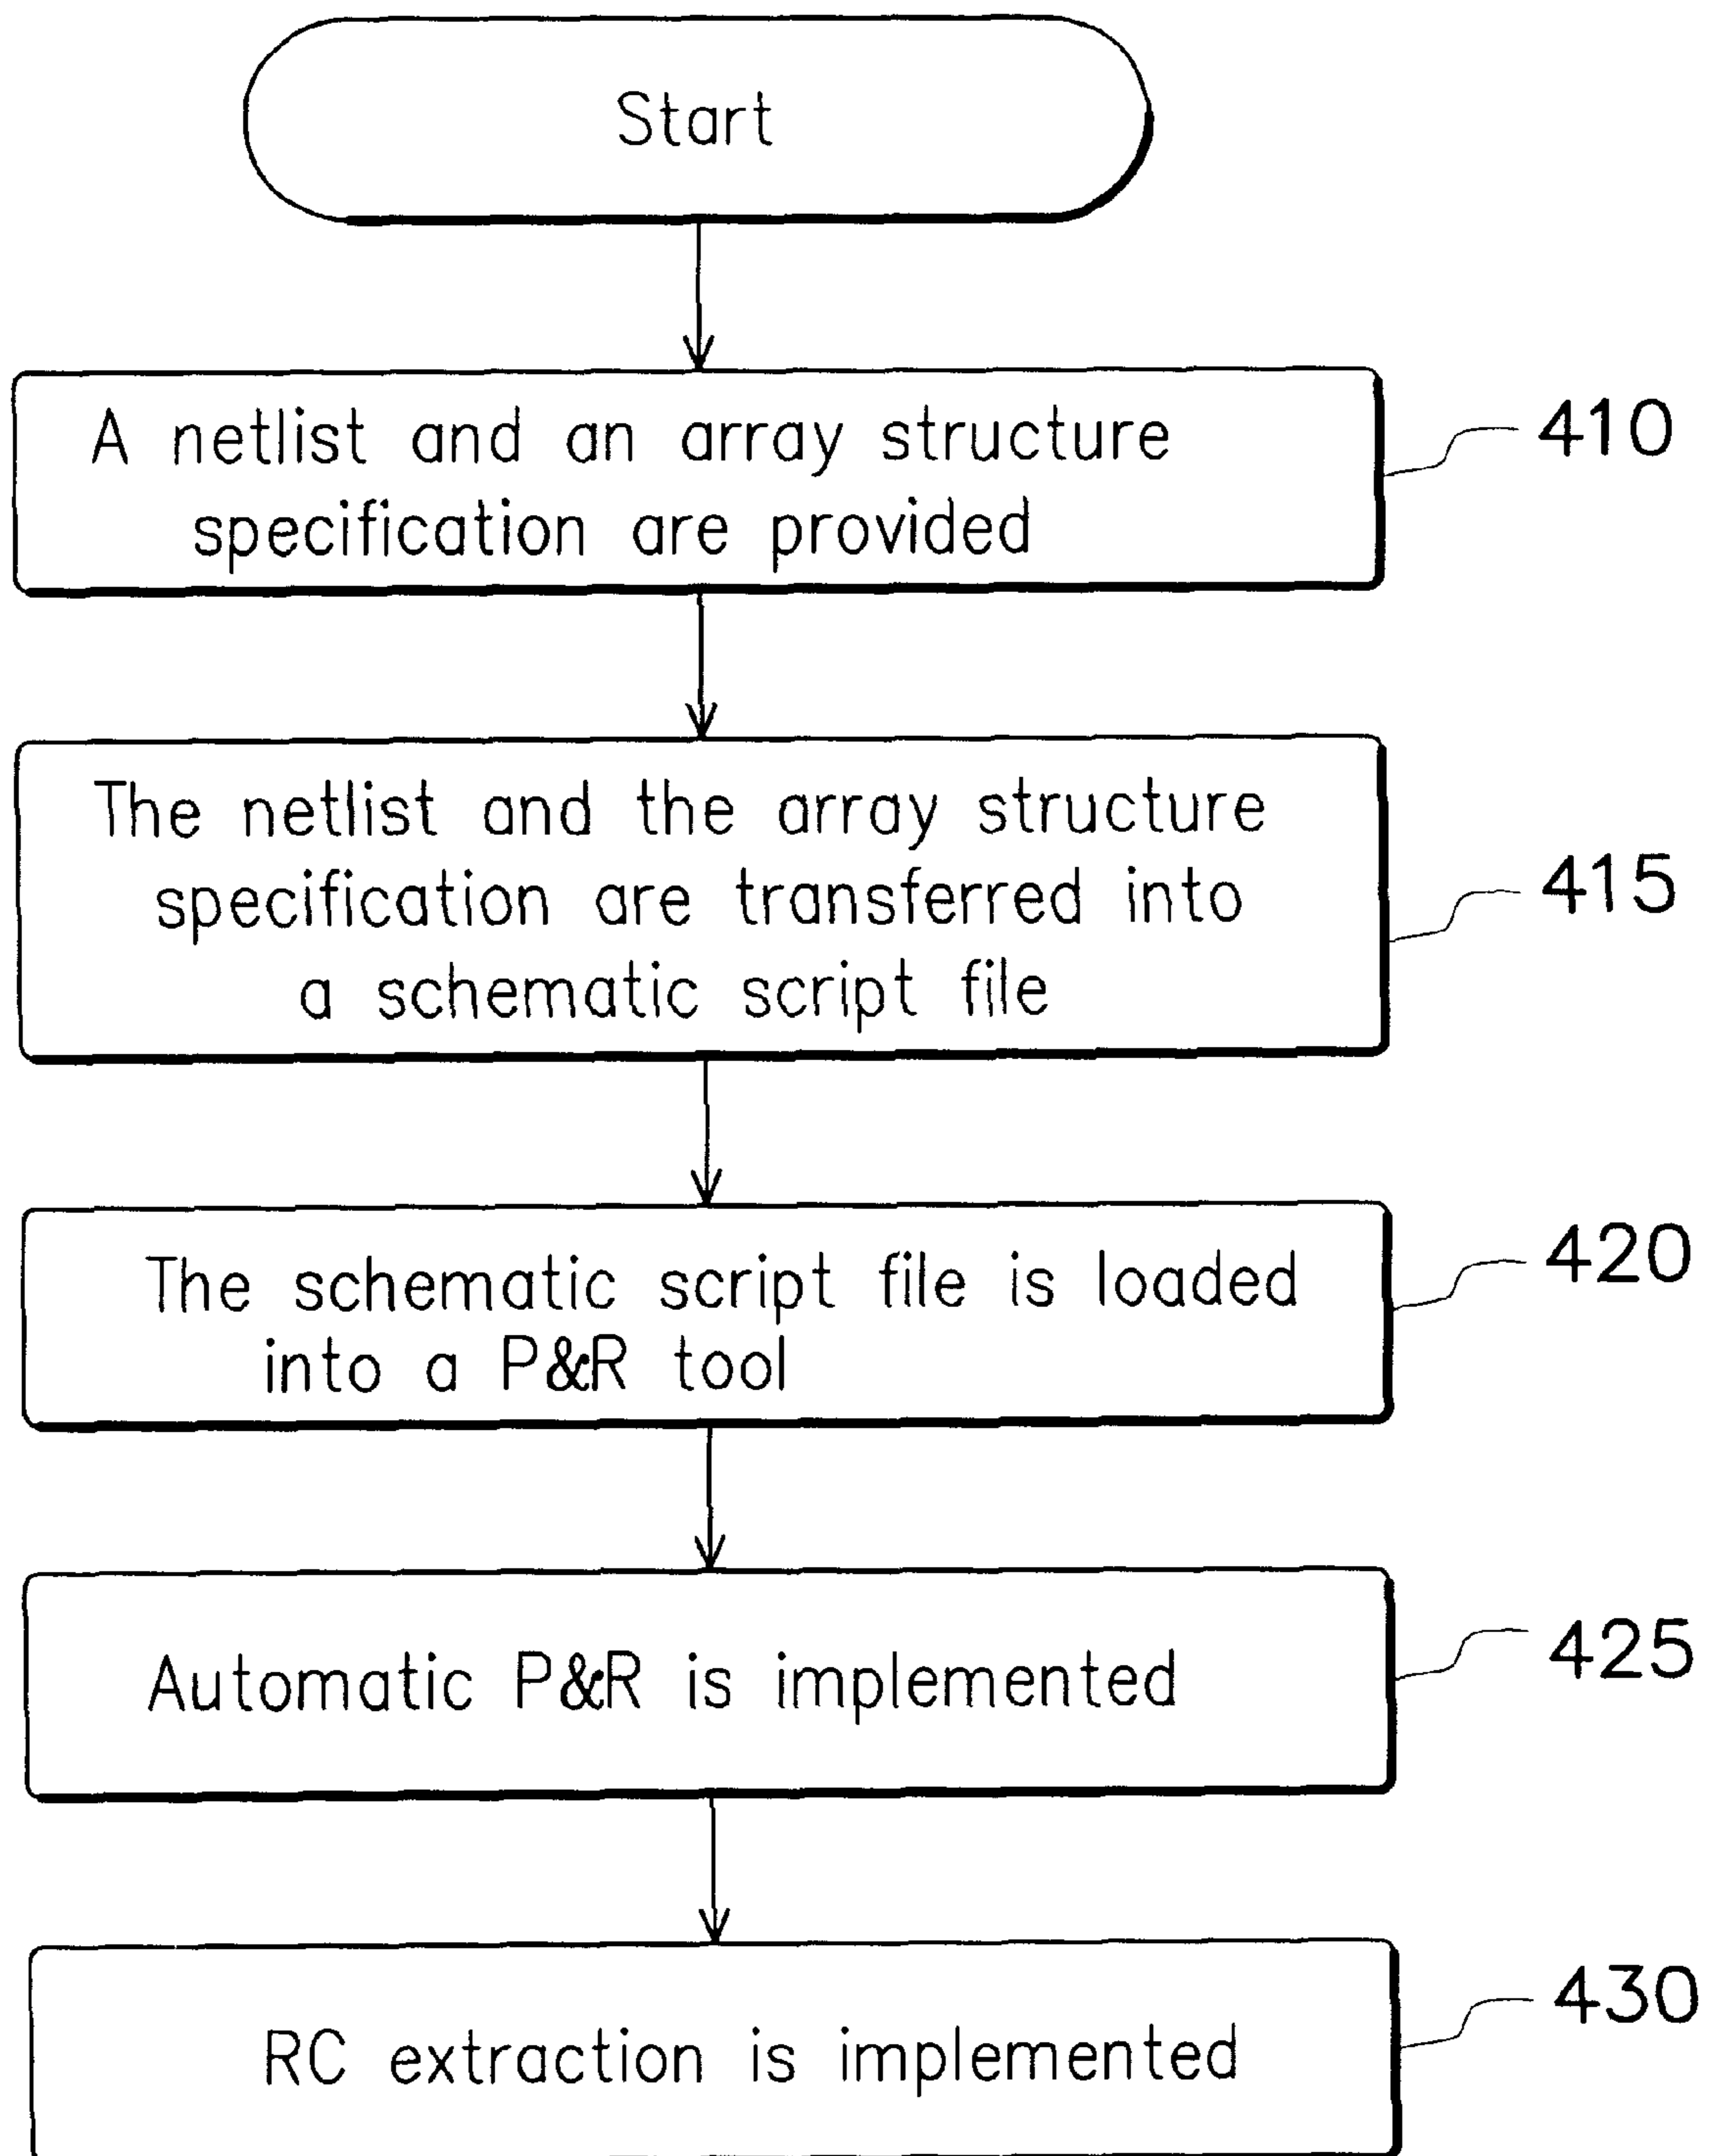 Start
A netlist and an array structure
specification are provided
410
The netlist and the array structure
specification are transferred into
a schematic script file
415
The schematic script file is loaded
into a P&R tool
420
Automatic P&R is implemented
425
RC extraction is implemented
430